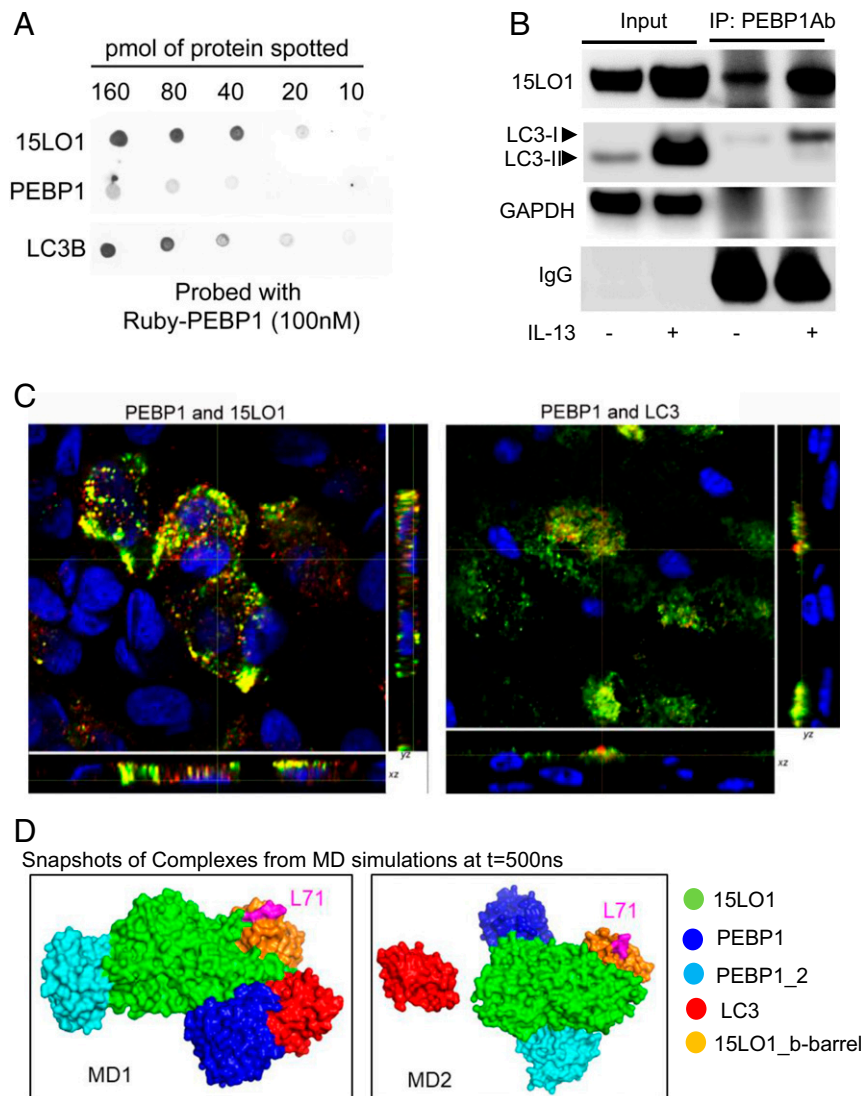 A
pmol of protein spotted
160 80 40 20 10
15LO1
PEBP1
LC3B
Probed with
Ruby-PEBP1 (100nM)
B
Input IP: PEBP1Ab
15LO1
LC3-I
LC3-II
GAPDH
IgG
IL-13 - + - +
C
PEBP1 and 15LO1
PEBP1 and LC3
yz
xz
yz
xz
D
Snapshots of Complexes from MD simulations at t=500ns
L71
MD1
L71
MD2
15LO1
PEBP1
PEBP1_2
LC3
15LO1_b-barrel